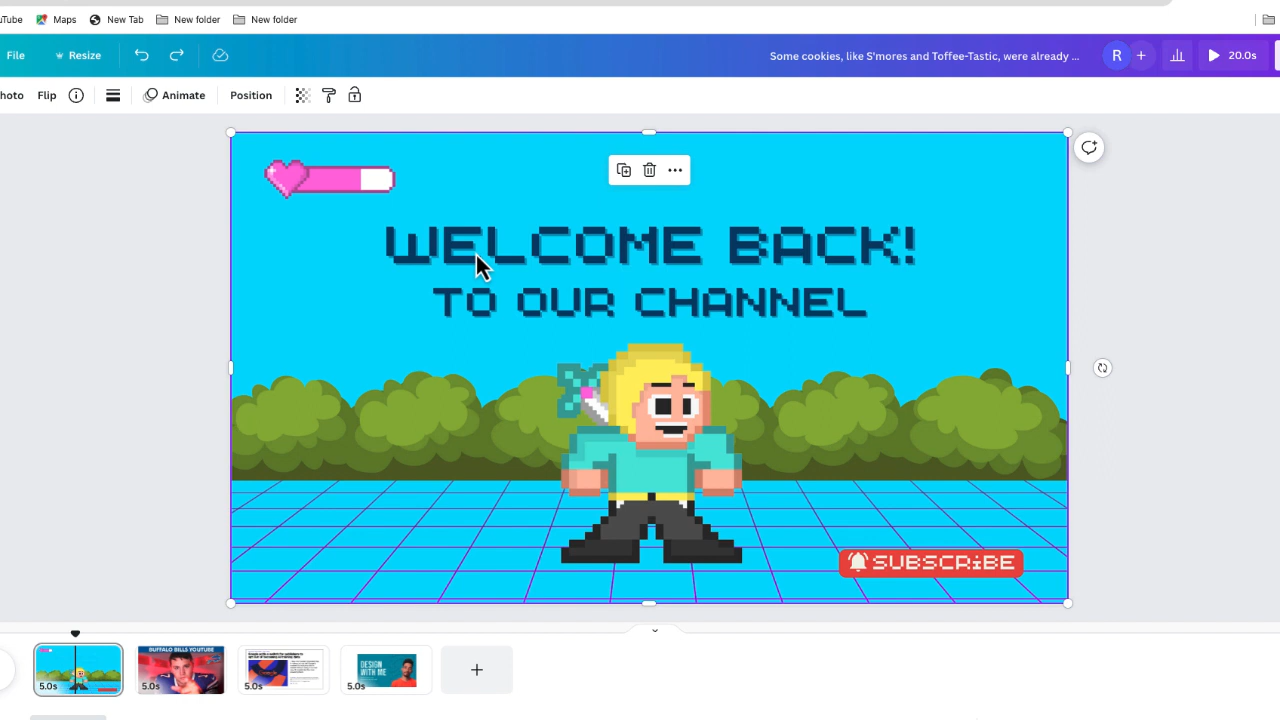 uTube Maps New Tab New folder New folder
File Resize Some cookies, like S'mores and Toffee-Tastic, were already ... R + 20.0s
hoto Flip Animate Position
WELCOME BACK!
TO OUR CHANNEL
SUBSCRIBE
5.0s
BUFFALO BILLS YOUTUBE
5.0s
5.0s
DESIGN
WITH ME
5.0s